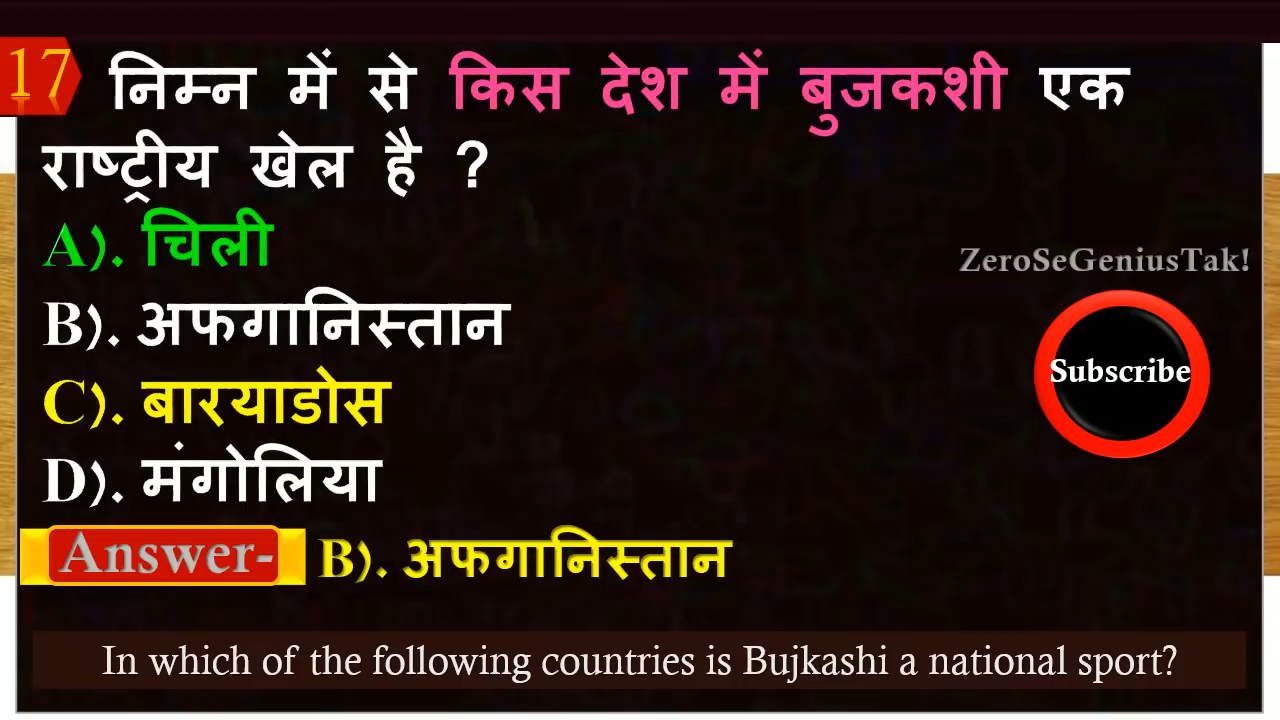 17
निम्न में से किस देश में बुजकशी एक
राष्ट्रीय खेल है ?
A). चिली
ZeroSeGeniusTak!
B). अफगानिस्तान
Subscribe
C). बारयाडोस
D). मंगोलिया
Answer- B). अफगानिस्तान
In which of the following countries is Bujkashi a national sport?